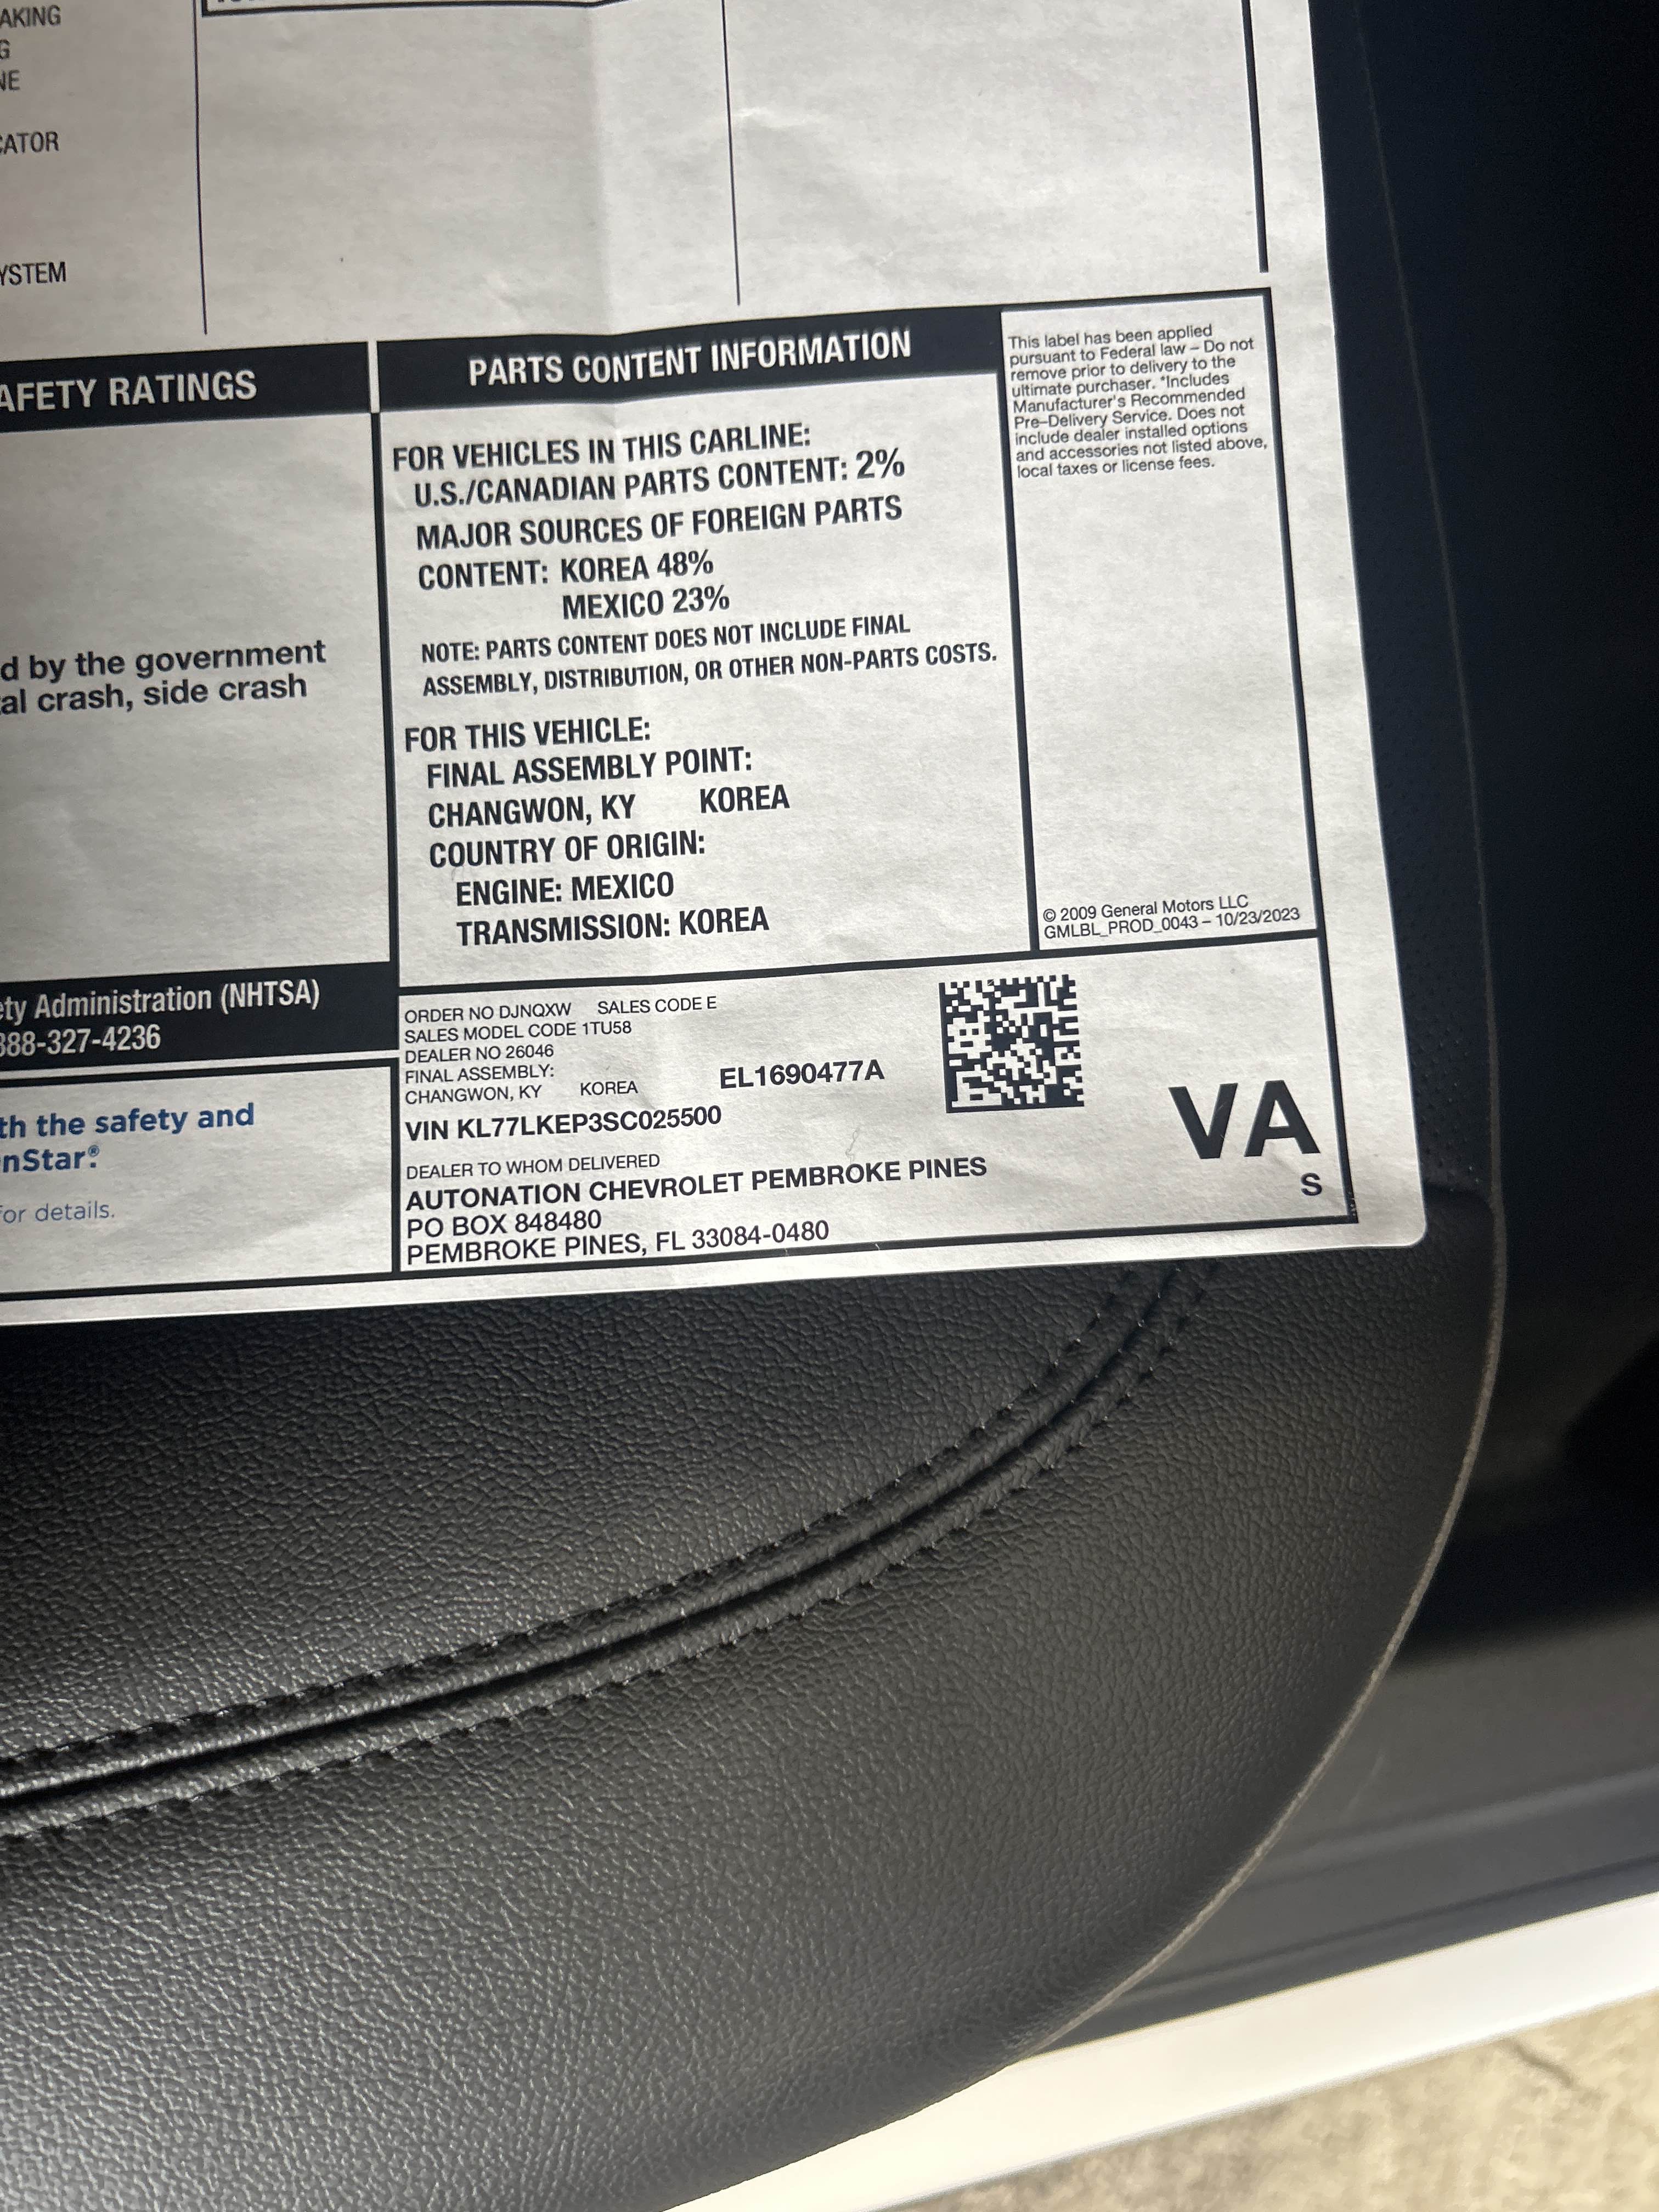 AKING
G
NE
CATOR
YSTEM
AFETY RATINGS
d by the government
al crash, side crash
ety Administration (NHTSA)
888-327-4236
th the safety and
nStar®.
for details.
PARTS CONTENT INFORMATION
FOR VEHICLES IN THIS CARLINE:
U.S./CANADIAN PARTS CONTENT: 2%
MAJOR SOURCES OF FOREIGN PARTS
CONTENT: KOREA 48%
MEXICO 23%
NOTE: PARTS CONTENT DOES NOT INCLUDE FINAL
ASSEMBLY, DISTRIBUTION, OR OTHER NON-PARTS COSTS.
FOR THIS VEHICLE:
FINAL ASSEMBLY POINT:
CHANGWON, KY KOREA
COUNTRY OF ORIGIN:
ENGINE: MEXICO
TRANSMISSION: KOREA
This label has been applied
pursuant to Federal law – Do not
remove prior to delivery to the
ultimate purchaser. *Includes
Manufacturer's Recommended
Pre–Delivery Service. Does not
include dealer installed options
and accessories not listed above,
local taxes or license fees.
© 2009 General Motors LLC
GMLBL_PROD_0043 – 10/23/2023
ORDER NO DJNQXW SALES CODE E
SALES MODEL CODE 1TU58
DEALER NO 26046
FINAL ASSEMBLY:
CHANGWON, KY KOREA
EL1690477A
VIN KL77LKEP3SC025500
DEALER TO WHOM DELIVERED
AUTONATION CHEVROLET PEMBROKE PINES
PO BOX 848480
PEMBROKE PINES, FL 33084-0480
VA
S